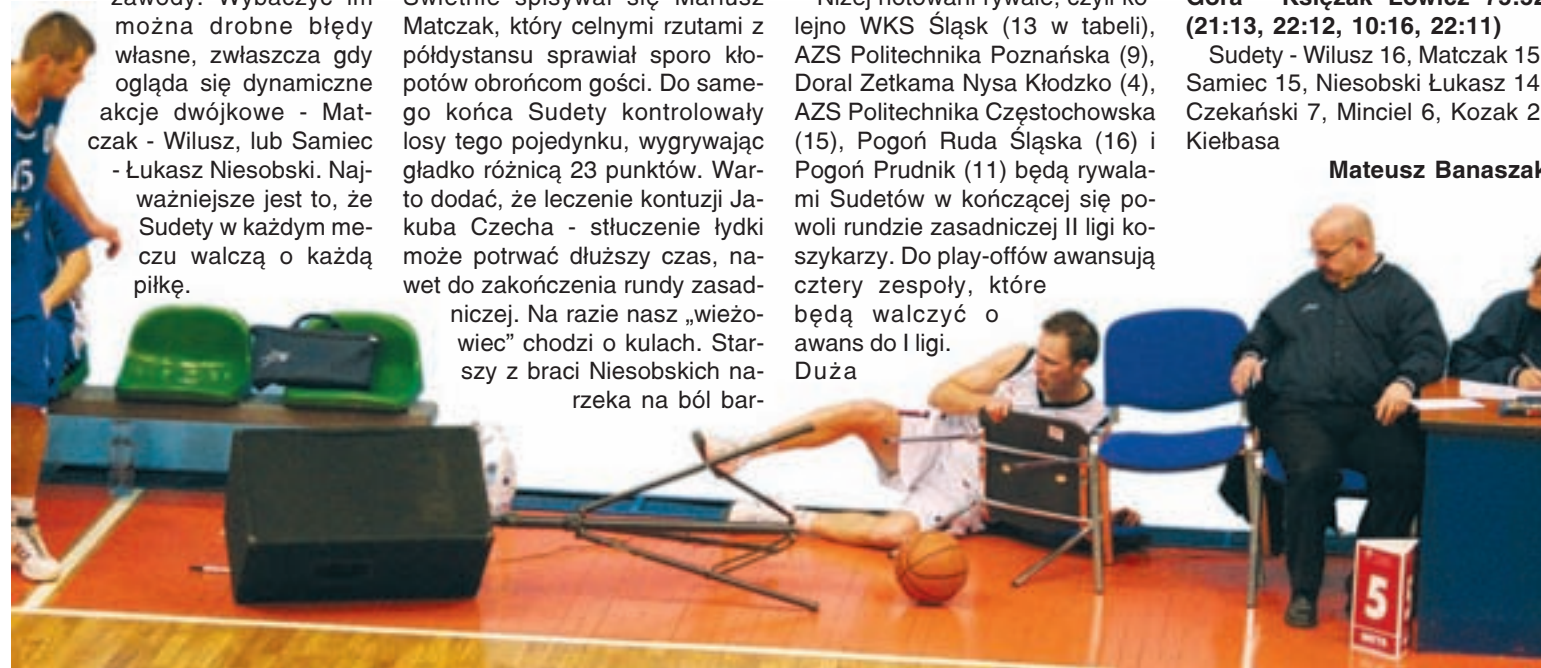 zawody. Wybaczyć im
można drobne błędy
własne, zwłaszcza gdy
ogląda się dynamiczne
akcje dwójkowe - Mat-
czak - Wilusz, lub Samiec
- Łukasz Niesobski. Naj-
ważniejsze jest to, że
Sudety w każdym me-
czu walczą o każdą
piłkę.
Świetnie spisywał się Mariusz
Matczak, który celnymi rzutami z
półdystansu sprawiał sporo kło-
potów obrońcom gości. Do same-
go końca Sudety kontrolowały
losy tego pojedynku, wygrywając
gładko różnicą 23 punktów. War-
to dodać, że leczenie kontuzji Ja-
kuba Czecha - stłuczenie łydki
może potrwać dłuższy czas, na-
wet do zakończenia rundy zasad-
niczej. Na razie nasz „wieżo-
wiec” chodzi o kulach. Star-
szy z braci Niesobskich na-
rzeka na ból bar-
Niżej notowani rywale, czyli ko-
lejno WKS Śląsk (13 w tabeli),
AZS Politechnika Poznańska (9),
Doral Zetkama Nysa Kłodzko (4),
AZS Politechnika Częstochowska
(15), Pogoń Ruda Śląska (16) i
Pogoń Prudnik (11) będą rywala-
mi Sudetów w kończącej się po-
woli rundzie zasadniczej II ligi ko-
szykarzy. Do play-offów awansują
cztery zespoły, które
będą walczyć o
awans do I ligi.
Duża
Góra - Księżak Łowicz 75:52
(21:13, 22:12, 10:16, 22:11)
Sudety - Wilusz 16, Matczak 15
Samiec 15, Niesobski Łukasz 14
Czekański 7, Minciel 6, Kozak 2
Kiełbasa
Mateusz Banaszak
15
5